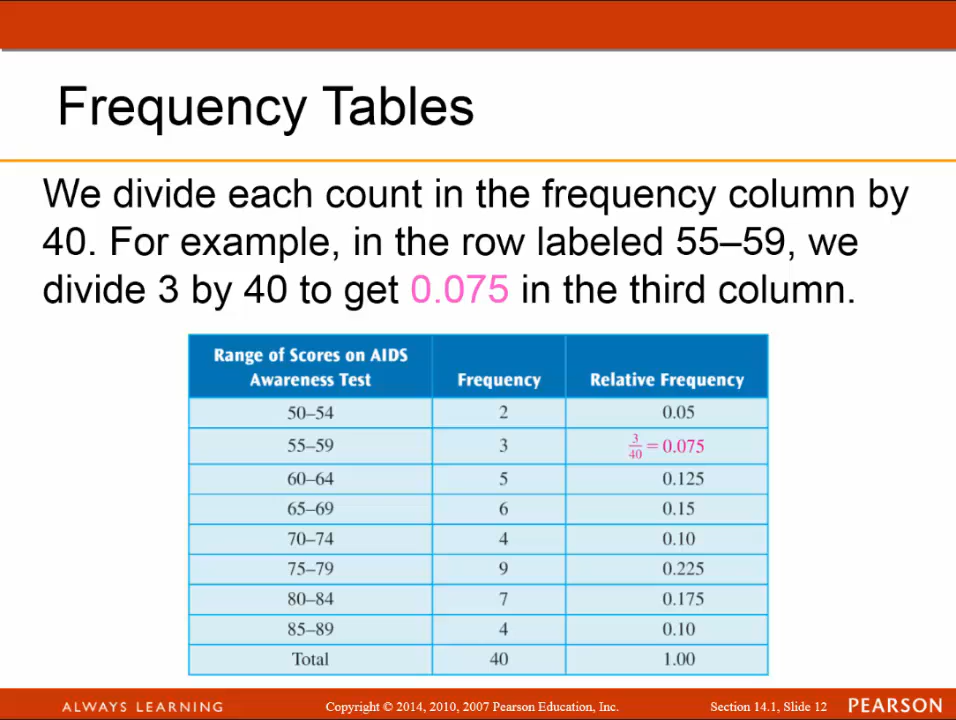 Frequency Tables
We divide each count in the frequency column by
40. For example, in the row labeled 55–59, we
divide 3 by 40 to get 0.075 in the third column.
Range of Scores on AIDS
Awareness Test Frequency Relative Frequency
50–54 2 0.05
55–59 3 3/40 = 0.075
60–64 5 0.125
65–69 6 0.15
70–74 4 0.10
75–79 9 0.225
80–84 7 0.175
85–89 4 0.10
Total 40 1.00
ALWAYS LEARNING Copyright © 2014, 2010, 2007 Pearson Education, Inc. Section 14.1, Slide 12 PEARSON